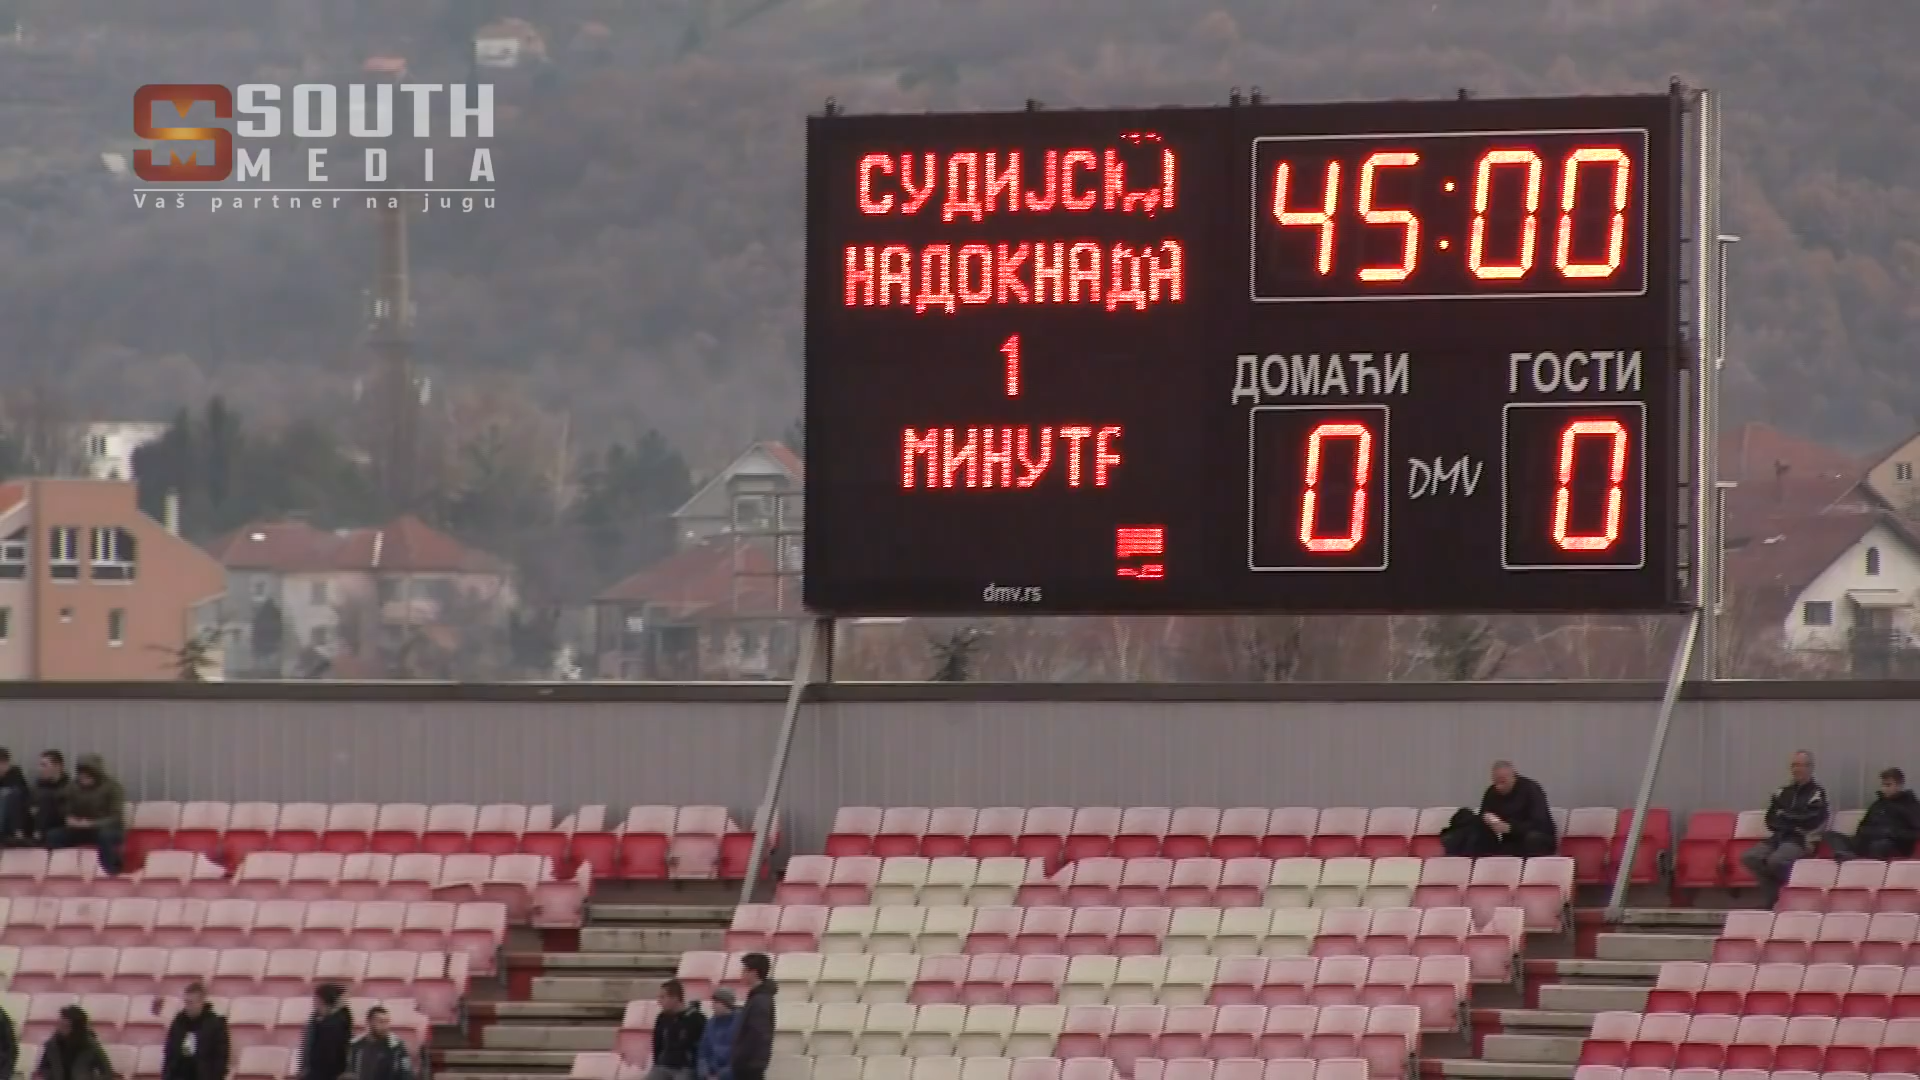 SOUTH
MEDIA
Vaš partner na jugu
45:00
НАДОКНАДА
1
ДОМАЋИ ГОСТИ
0 DMV 0
dmv.rs